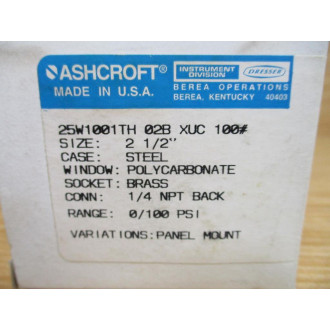 ASHCROFT®
MADE IN U.S.A.
INSTRUMENT
DIVISION
DRESSER
BEREA OPERATIONS
BEREA, KENTUCKY 40403
25W1001TH 02B XUC 100#
SIZE: 2 1/2"
CASE: STEEL
WINDOW: POLYCARBONATE
SOCKET: BRASS
CONN: 1/4 NPT BACK
RANGE: 0/100 PSI
VARIATIONS: PANEL MOUNT